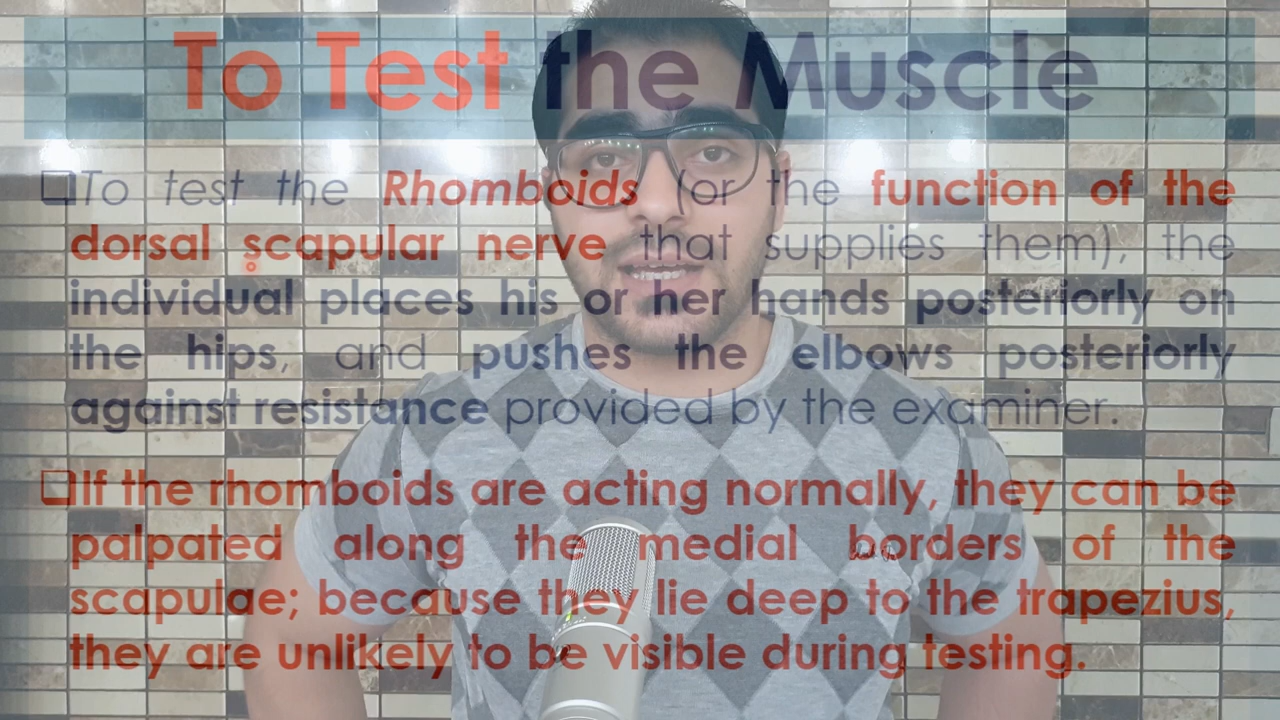 To Test the Muscle
❑To test the Rhomboids (or the function of the
dorsal scapular nerve that supplies them), the
individual places his or her hands posteriorly on
the hips, and pushes the elbows posteriorly
against resistance provided by the examiner.
❑If the rhomboids are acting normally, they can be
palpated along the medial borders of the
scapulae; because they lie deep to the trapezius,
they are unlikely to be visible during testing.